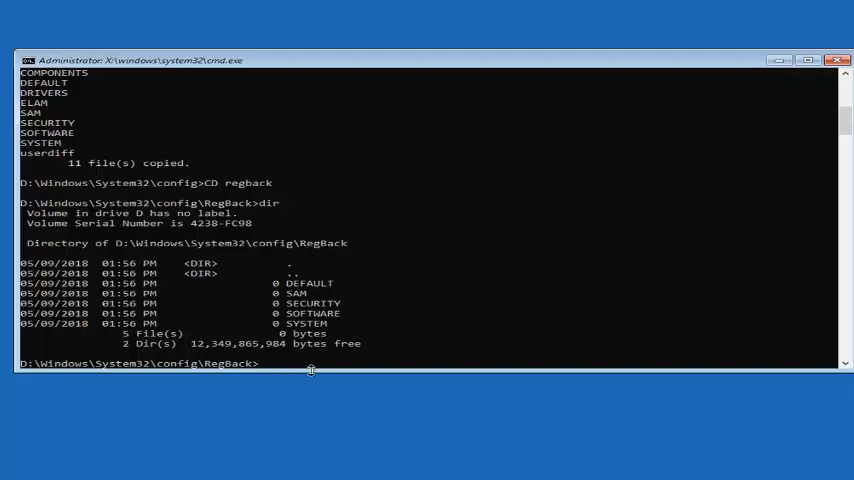 Administrator: X:\windows\system32\cmd.exe
COMPONENTS
DEFAULT
DRIVERS
ELAM
SAM
SECURITY
SOFTWARE
SYSTEM
userdiff
11 file(s) copied.
D:\Windows\System32\config>CD regback
D:\Windows\System32\config\RegBack>dir
Volume in drive D has no label.
Volume Serial Number is 4238-FC98
Directory of D:\Windows\System32\config\RegBack
05/09/2018 01:56 PM <DIR> .
05/09/2018 01:56 PM <DIR> ..
05/09/2018 01:56 PM 0 DEFAULT
05/09/2018 01:56 PM 0 SAM
05/09/2018 01:56 PM 0 SECURITY
05/09/2018 01:56 PM 0 SOFTWARE
05/09/2018 01:56 PM 0 SYSTEM
5 File(s) 0 bytes
2 Dir(s) 12,349,865,984 bytes free
D:\Windows\System32\config\RegBack>